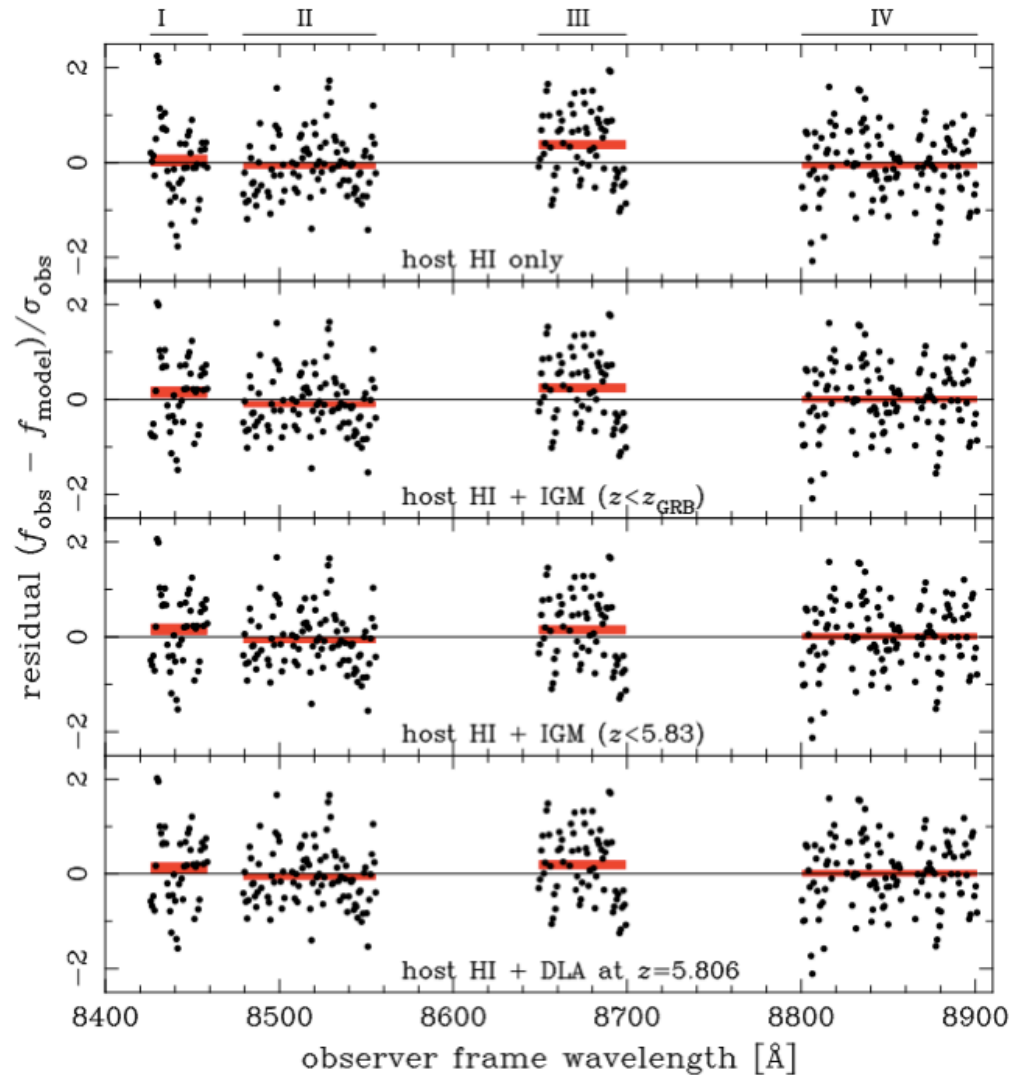 I II III IV
2
0
−2
host HI only
2
0
−2
host HI + IGM (z<z_GRB)
2
0
−2
host HI + IGM (z<5.83)
2
0
−2
host HI + DLA at z=5.806
residual (f_obs − f_model)/σ_obs
8400 8500 8600 8700 8800 8900
observer frame wavelength [Å]